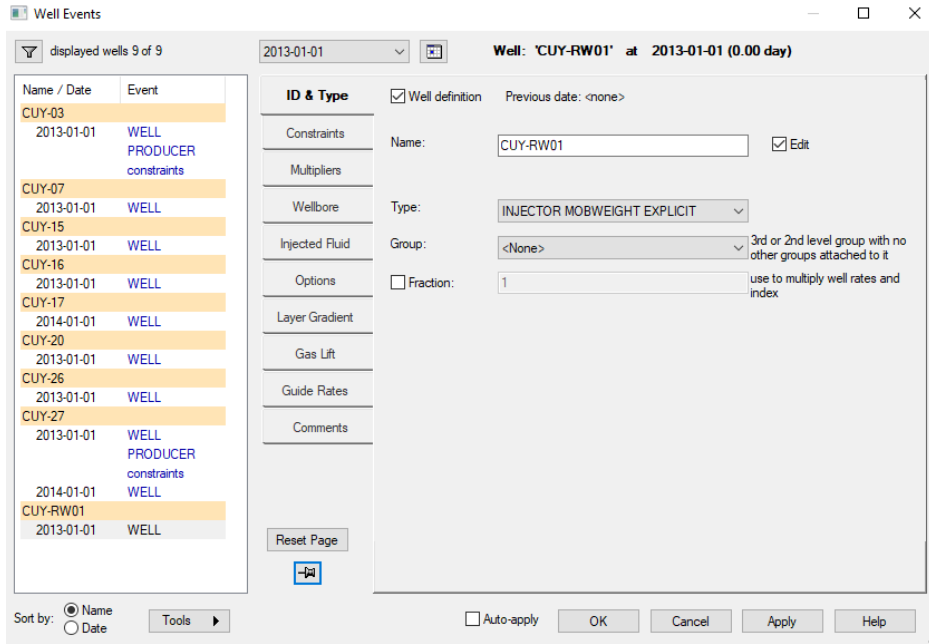 Well Events
displayed wells 9 of 9
2013-01-01
Well: 'CUY-RW01' at 2013-01-01 (0.00 day)
Name / Date Event
CUY-03
2013-01-01 WELL
PRODUCER
constraints
CUY-07
2013-01-01 WELL
CUY-15
2013-01-01 WELL
CUY-16
2013-01-01 WELL
CUY-17
2014-01-01 WELL
CUY-20
2013-01-01 WELL
CUY-26
2013-01-01 WELL
CUY-27
2013-01-01 WELL
PRODUCER
constraints
2014-01-01 WELL
CUY-RW01
2013-01-01 WELL
ID & Type
Constraints
Multipliers
Wellbore
Injected Fluid
Options
Layer Gradient
Gas Lift
Guide Rates
Comments
Reset Page
Well definition Previous date: <none>
Name: CUY-RW01 Edit
Type: INJECTOR MOBWEIGHT EXPLICIT
Group: <None> 3rd or 2nd level group with no
other groups attached to it
Fraction: 1 use to multiply well rates and
index
Sort by: Name
Date
Tools
Auto-apply OK Cancel Apply Help